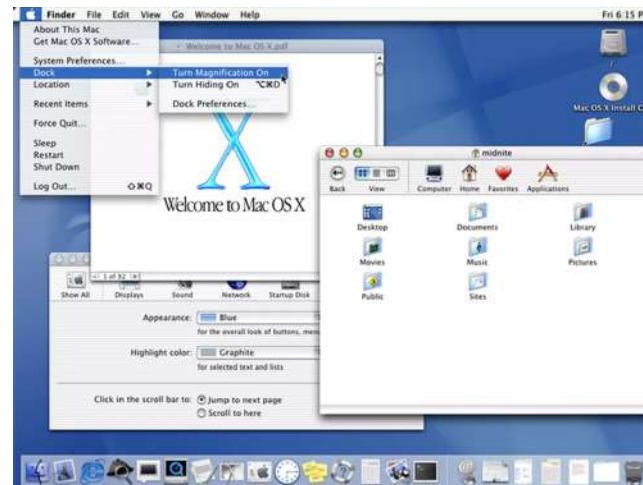 Finder File Edit View Go Window Help
Fri 6:15 P
About This Mac
Get Mac OS X Software...
System Preferences...
Dock
Location
Recent Items
Force Quit...
Sleep
Restart
Shut Down
Log Out... ⇧⌘Q
Turn Magnification On
Turn Hiding On ⌥⌘D
Dock Preferences...
Welcome to Mac OS X.pdf
Welcome to Mac OS X
1 of 32
/
Mac OS X Install C
midnite
Back View Computer Home Favorites Applications
Desktop Documents Library
Movies Music Pictures
Public Sites
Show All Displays Sound Network Startup Disk
Appearance: Blue
for the overall look of buttons, men
Highlight color: Graphite
for selected text and lists
Click in the scroll bar to: Jump to next page
Scroll to here